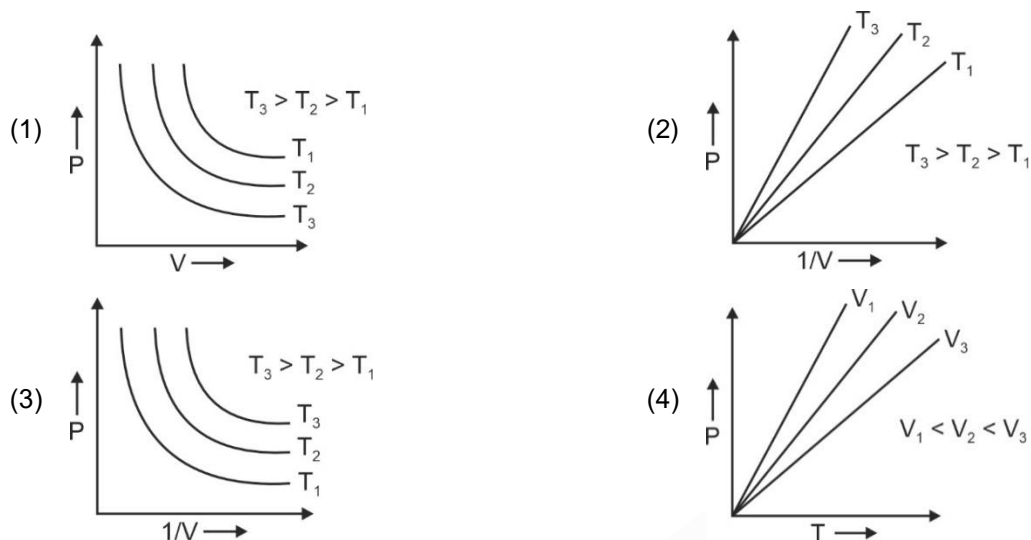 (1)
P
T₃ > T₂ > T₁
T₁
T₂
T₃
V
(2)
P
T₃
T₂
T₁
T₃ > T₂ > T₁
1/V
(3)
P
T₃ > T₂ > T₁
T₃
T₂
T₁
1/V
(4)
P
V₁
V₂
V₃
V₁ < V₂ < V₃
T